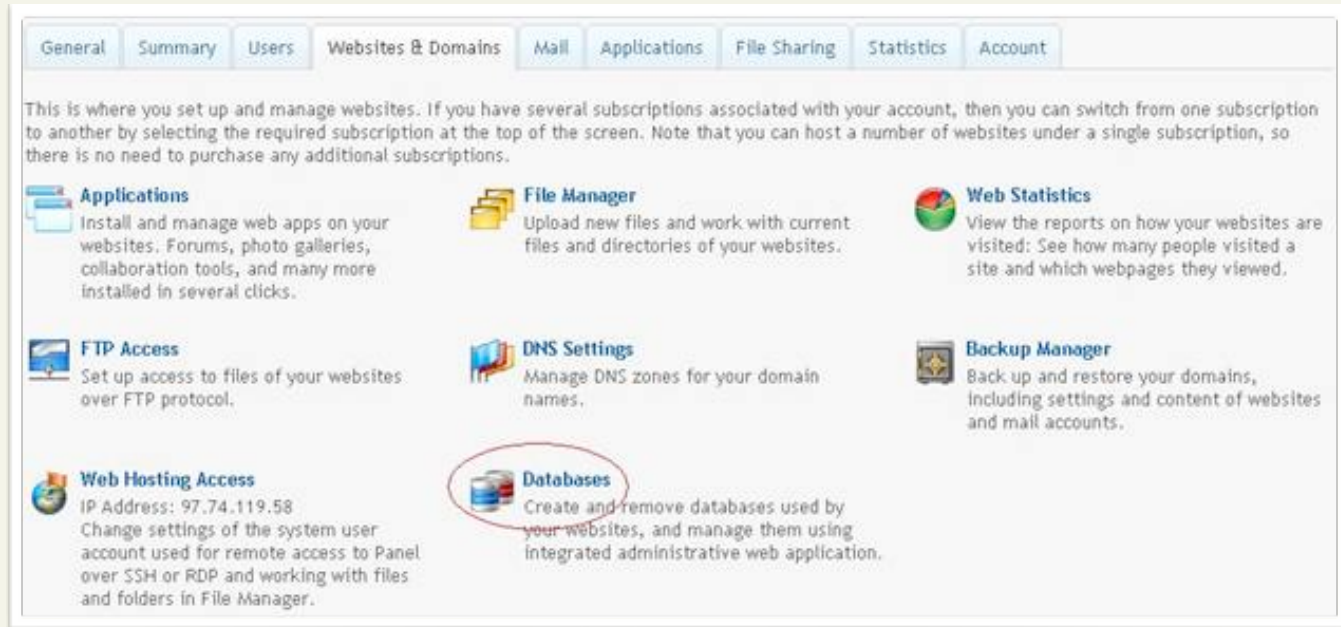 General Summary Users Websites & Domains Mail Applications File Sharing Statistics Account
This is where you set up and manage websites. If you have several subscriptions associated with your account, then you can switch from one subscription
to another by selecting the required subscription at the top of the screen. Note that you can host a number of websites under a single subscription, so
there is no need to purchase any additional subscriptions.
Applications
Install and manage web apps on your
websites. Forums, photo galleries,
collaboration tools, and many more
installed in several clicks.
File Manager
Upload new files and work with current
files and directories of your websites.
Web Statistics
View the reports on how your websites are
visited: See how many people visited a
site and which webpages they viewed.
FTP Access
Set up access to files of your websites
over FTP protocol.
DNS Settings
Manage DNS zones for your domain
names.
Backup Manager
Back up and restore your domains,
including settings and content of websites
and mail accounts.
Web Hosting Access
IP Address: 97.74.119.58
Change settings of the system user
account used for remote access to Panel
over SSH or RDP and working with files
and folders in File Manager.
Databases
Create and remove databases used by
your websites, and manage them using
integrated administrative web application.